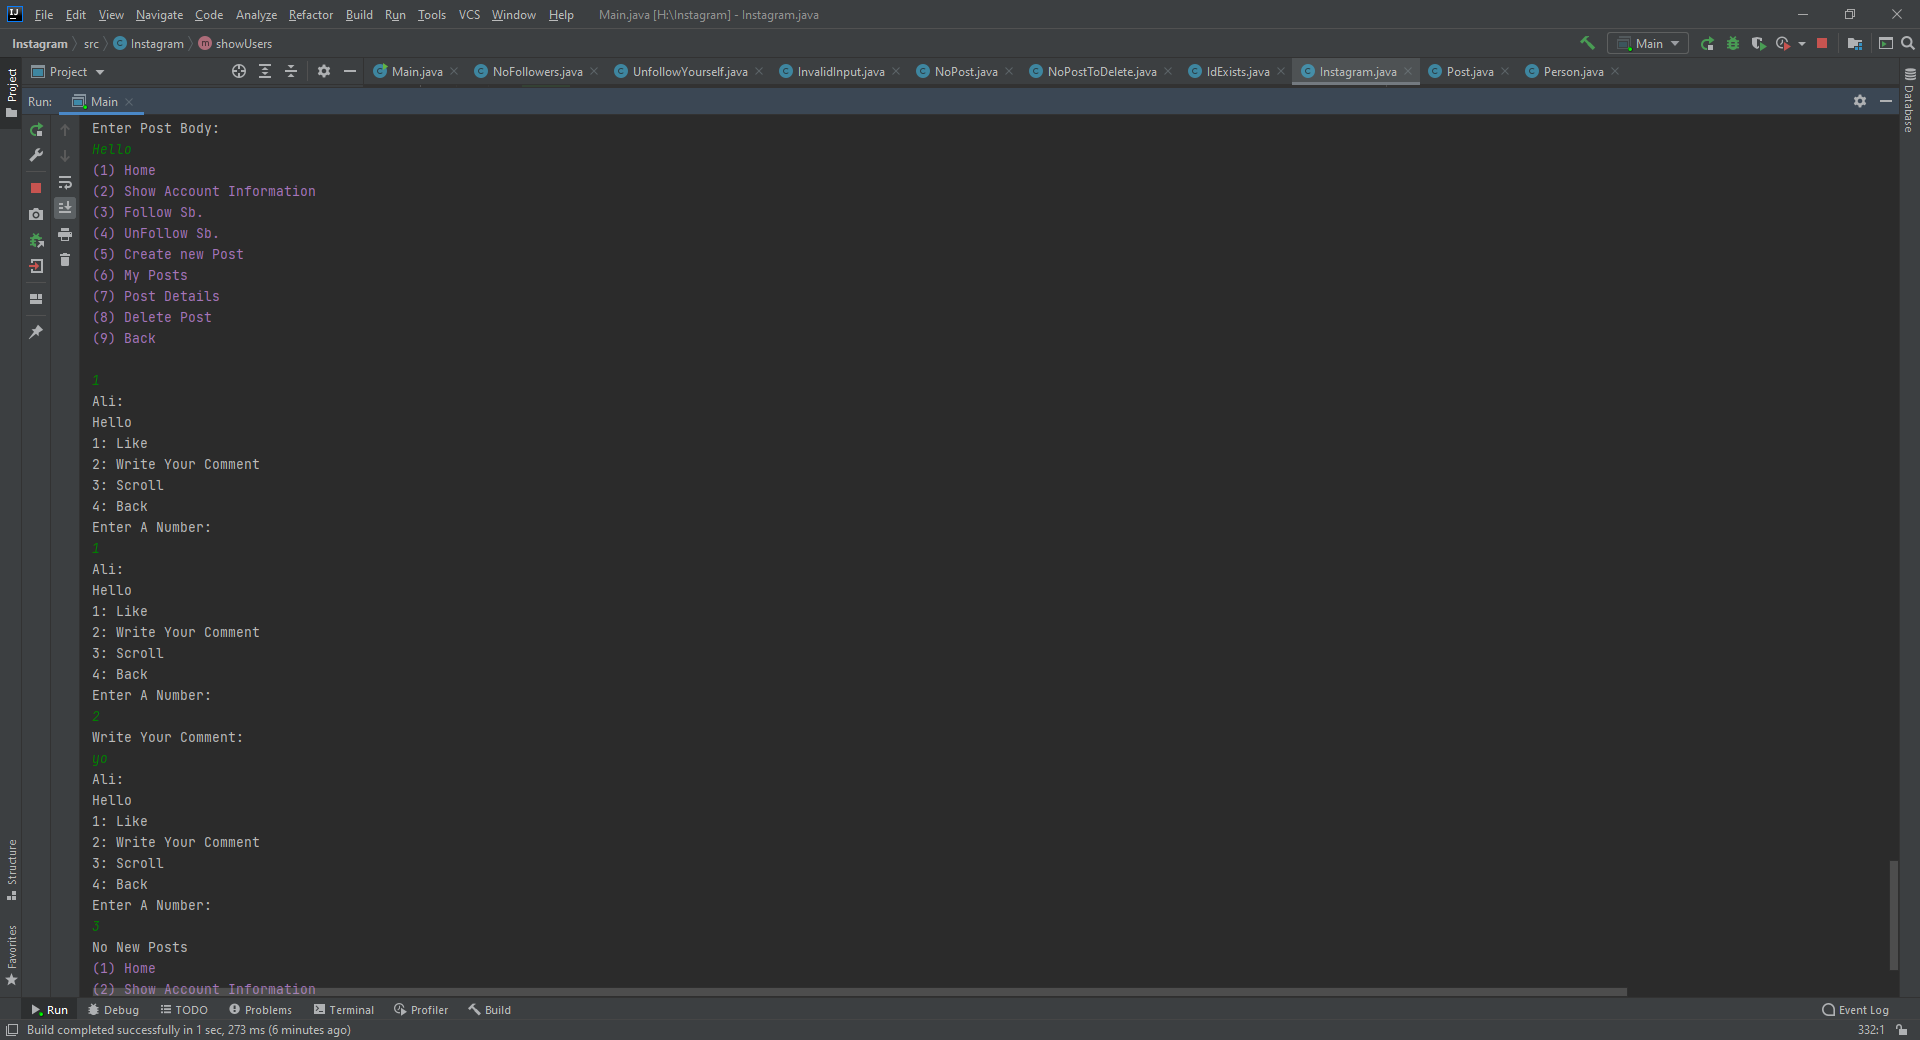 IJ File Edit View Navigate Code Analyze Refactor Build Run Tools VCS Window Help Main.java [H:\Instagram] - Instagram.java
Instagram src Instagram showUsers Main
Project Main.java NoFollowers.java UnfollowYourself.java InvalidInput.java NoPost.java NoPostToDelete.java IdExists.java Instagram.java Post.java Person.java
Project
Database
Run: Main
Enter Post Body:
Hello
(1) Home
(2) Show Account Information
(3) Follow Sb.
(4) UnFollow Sb.
(5) Create new Post
(6) My Posts
(7) Post Details
(8) Delete Post
(9) Back
1
Ali:
Hello
1: Like
2: Write Your Comment
3: Scroll
4: Back
Enter A Number:
1
Ali:
Hello
1: Like
2: Write Your Comment
3: Scroll
4: Back
Enter A Number:
2
Write Your Comment:
yo
Ali:
Hello
1: Like
2: Write Your Comment
3: Scroll
4: Back
Enter A Number:
3
No New Posts
(1) Home
(2) Show Account Information
Structure
Favorites
Run Debug TODO Problems Terminal Profiler Build Event Log
Build completed successfully in 1 sec, 273 ms (6 minutes ago) 332:1